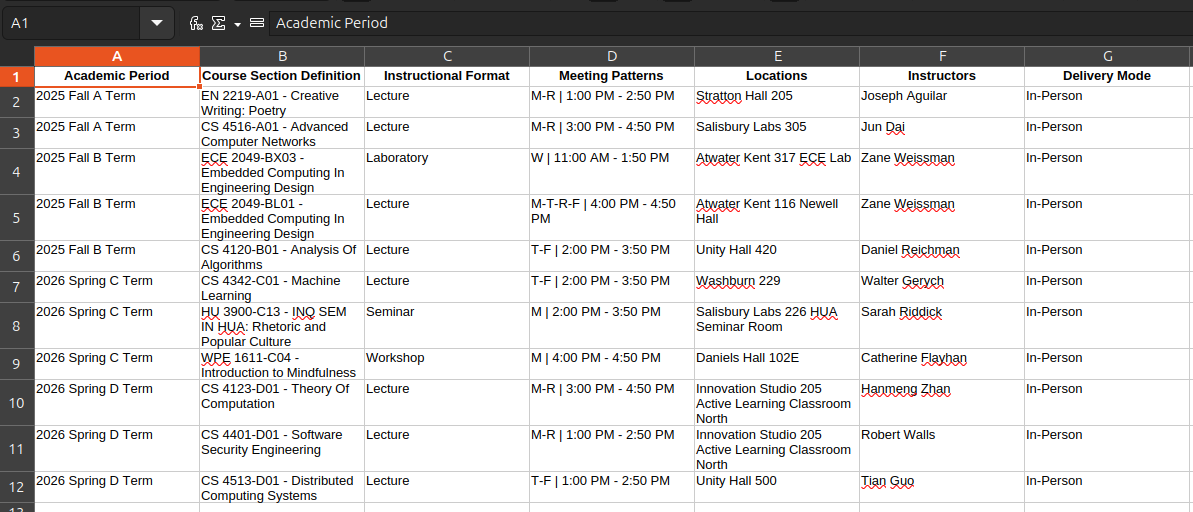 A1 Academic Period
A B C D E F G
1 Academic Period Course Section Definition Instructional Format Meeting Patterns Locations Instructors Delivery Mode
2 2025 Fall A Term EN 2219-A01 - Creative Lecture M-R | 1:00 PM - 2:50 PM Stratton Hall 205 Joseph Aguilar In-Person
Writing: Poetry
3 2025 Fall A Term CS 4516-A01 - Advanced Lecture M-R | 3:00 PM - 4:50 PM Salisbury Labs 305 Jun Dai In-Person
Computer Networks
4 2025 Fall B Term ECE 2049-BX03 - Laboratory W | 11:00 AM - 1:50 PM Atwater Kent 317 ECE Lab Zane Weissman In-Person
Embedded Computing In
Engineering Design
5 2025 Fall B Term ECE 2049-BL01 - Lecture M-T-R-F | 4:00 PM - 4:50 Atwater Kent 116 Newell Zane Weissman In-Person
Embedded Computing In PM Hall
Engineering Design
6 2025 Fall B Term CS 4120-B01 - Analysis Of Lecture T-F | 2:00 PM - 3:50 PM Unity Hall 420 Daniel Reichman In-Person
Algorithms
7 2026 Spring C Term CS 4342-C01 - Machine Lecture T-F | 2:00 PM - 3:50 PM Washburn 229 Walter Gerych In-Person
Learning
8 2026 Spring C Term HU 3900-C13 - INQ SEM Seminar M | 2:00 PM - 3:50 PM Salisbury Labs 226 HUA Sarah Riddick In-Person
IN HUA: Rhetoric and Seminar Room
Popular Culture
9 2026 Spring C Term WPE 1611-C04 - Workshop M | 4:00 PM - 4:50 PM Daniels Hall 102E Catherine Flayhan In-Person
Introduction to Mindfulness
10 2026 Spring D Term CS 4123-D01 - Theory Of Lecture M-R | 3:00 PM - 4:50 PM Innovation Studio 205 Hanmeng Zhan In-Person
Computation Active Learning Classroom
North
11 2026 Spring D Term CS 4401-D01 - Software Lecture M-R | 1:00 PM - 2:50 PM Innovation Studio 205 Robert Walls In-Person
Security Engineering Active Learning Classroom
North
12 2026 Spring D Term CS 4513-D01 - Distributed Lecture T-F | 1:00 PM - 2:50 PM Unity Hall 500 Tian Guo In-Person
Computing Systems
13